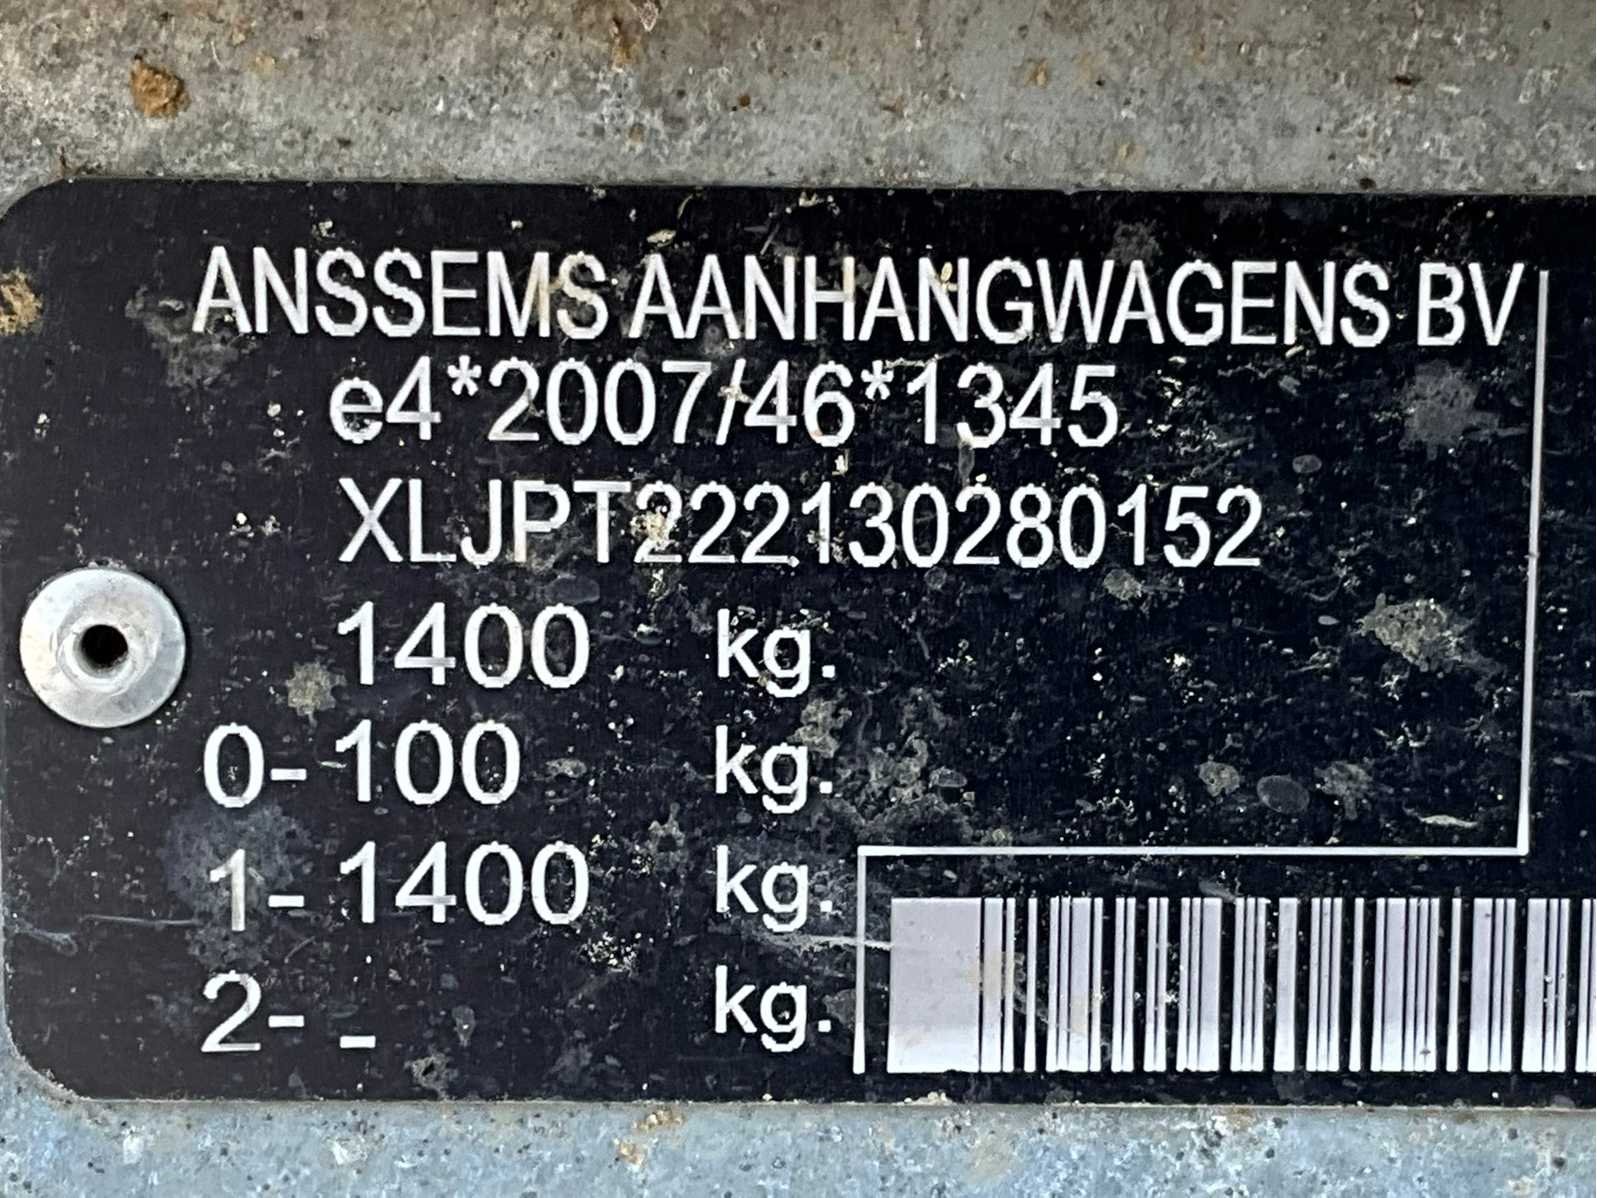 ANSSEMS AANHANGWAGENS BV
e4*2007/46*1345
XLJPT222130280152
1400 kg.
0- 100 kg.
1- 1400 kg.
2- - kg.